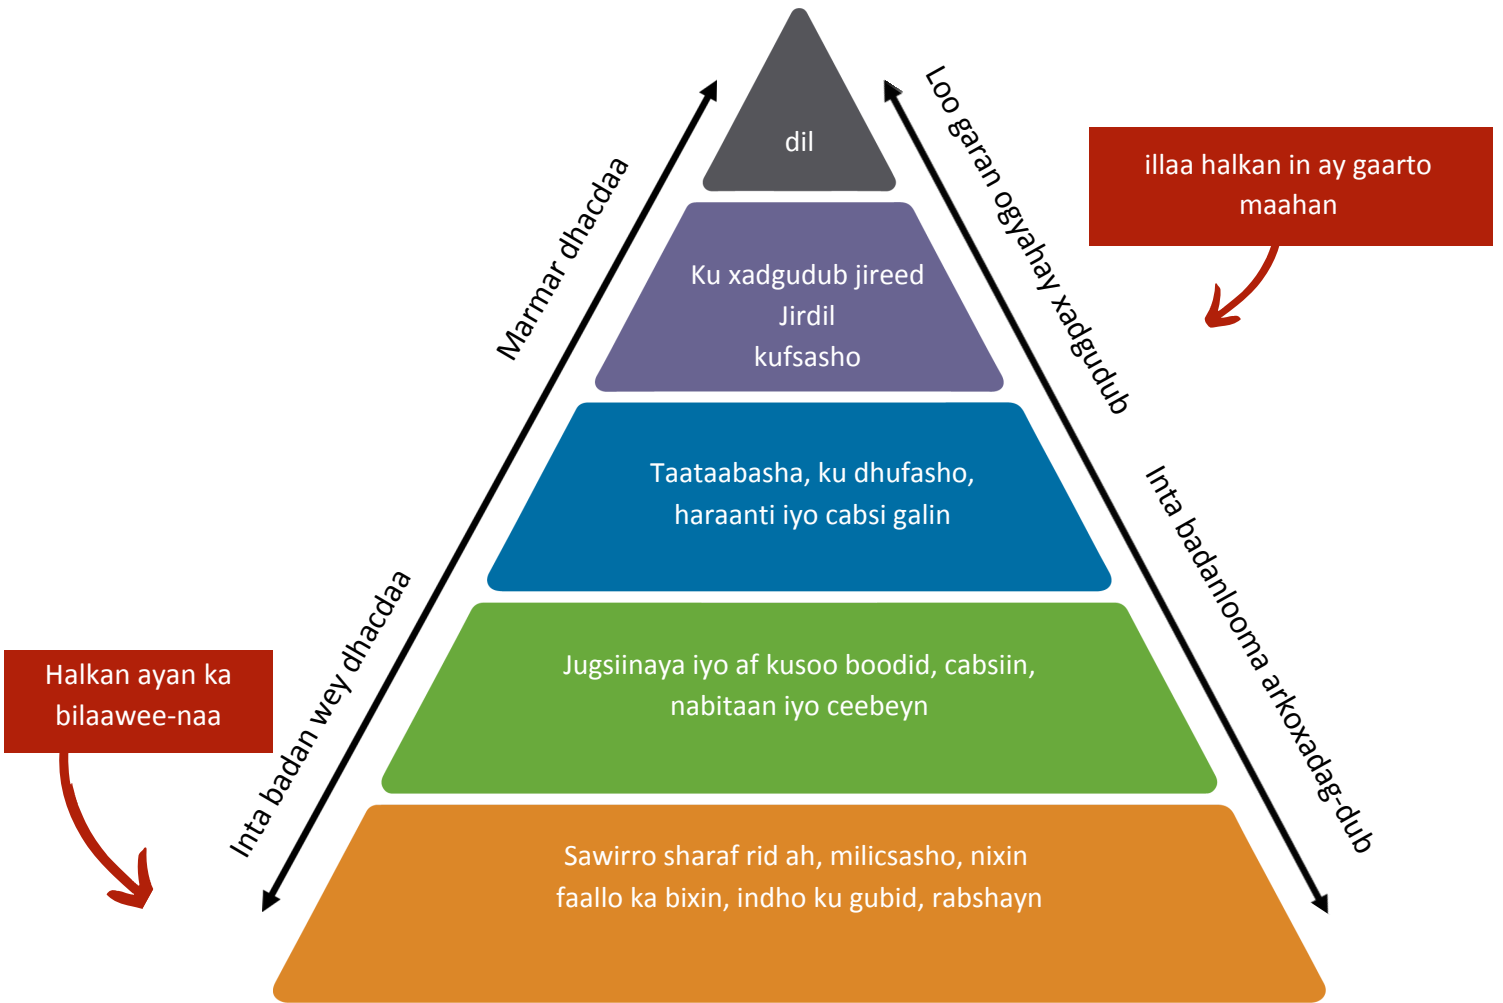 dil
Ku xadgudub jireed
Jirdil
kufsasho
Taataabasha, ku dhufasho,
haraanti iyo cabsi galin
Jugsiinaya iyo af kusoo boodid, cabsiin,
nabitaan iyo ceebeyn
Sawirro sharaf rid ah, milicsasho, nixin
faallo ka bixin, indho ku gubid, rabshayn
Marmar dhacdaa
Inta badan wey dhacdaa
Loo garan ogyahay xadgudub
Inta badanlooma arkoxadag-dub
illaa halkan in ay gaarto
maahan
Halkan ayan ka
bilaawee-naa